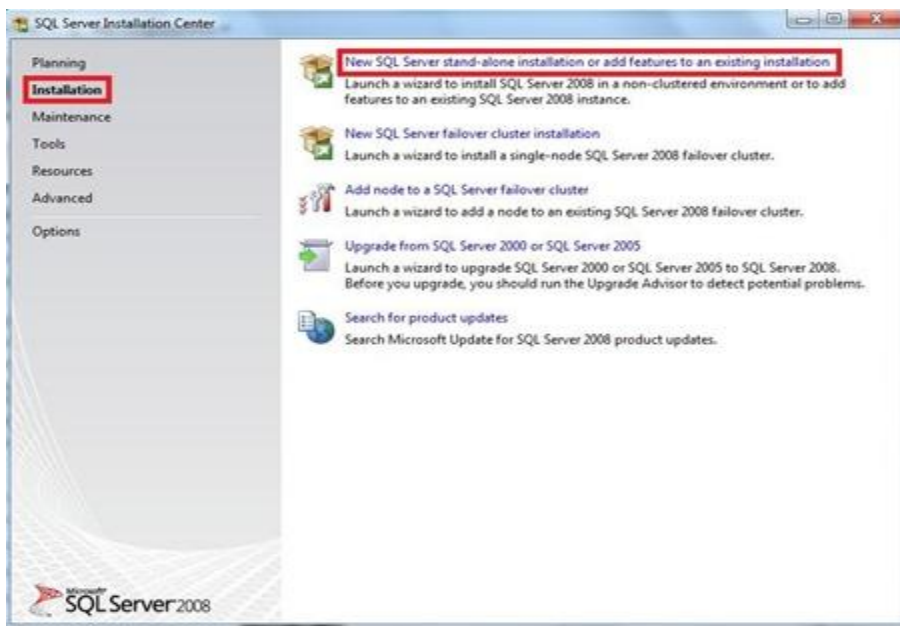 SQL Server Installation Center
Planning
Installation
Maintenance
Tools
Resources
Advanced
Options
New SQL Server stand-alone installation or add features to an existing installation
Launch a wizard to install SQL Server 2008 in a non-clustered environment or to add
features to an existing SQL Server 2008 instance.
New SQL Server failover cluster installation
Launch a wizard to install a single-node SQL Server 2008 failover cluster.
Add node to a SQL Server failover cluster
Launch a wizard to add a node to an existing SQL Server 2008 failover cluster.
Upgrade from SQL Server 2000 or SQL Server 2005
Launch a wizard to upgrade SQL Server 2000 or SQL Server 2005 to SQL Server 2008.
Before you upgrade, you should run the Upgrade Advisor to detect potential problems.
Search for product updates
Search Microsoft Update for SQL Server 2008 product updates.
Microsoft
SQL Server 2008